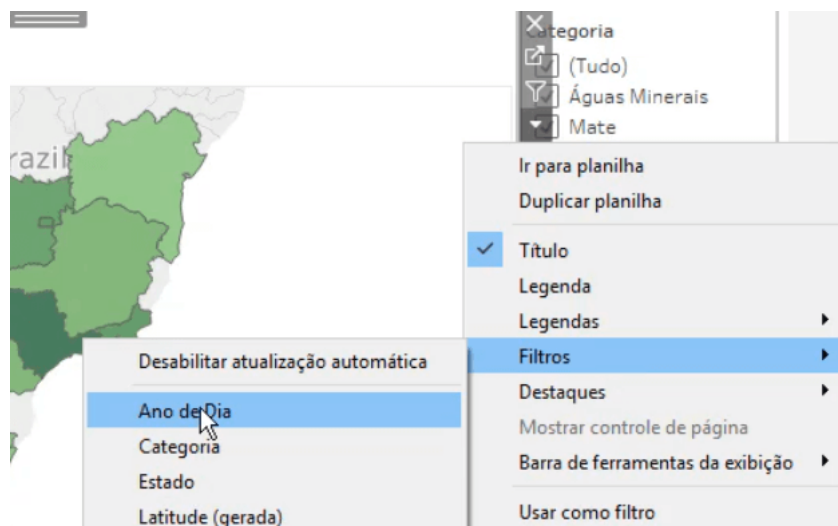 Categoria
(Tudo)
Águas Minerais
Mate
razil
Ir para planilha
Duplicar planilha
Título
Legenda
Legendas
Filtros
Destaques
Mostrar controle de página
Barra de ferramentas da exibição
Usar como filtro
Desabilitar atualização automática
Ano de Dia
Categoria
Estado
Latitude (gerada)